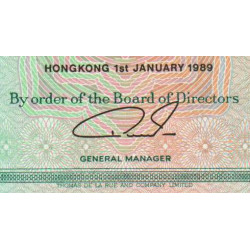 HONGKONG 1st JANUARY 1989
By order of the Board of Directors
GENERAL MANAGER
THOMAS DE LA RUE AND COMPANY LIMITED